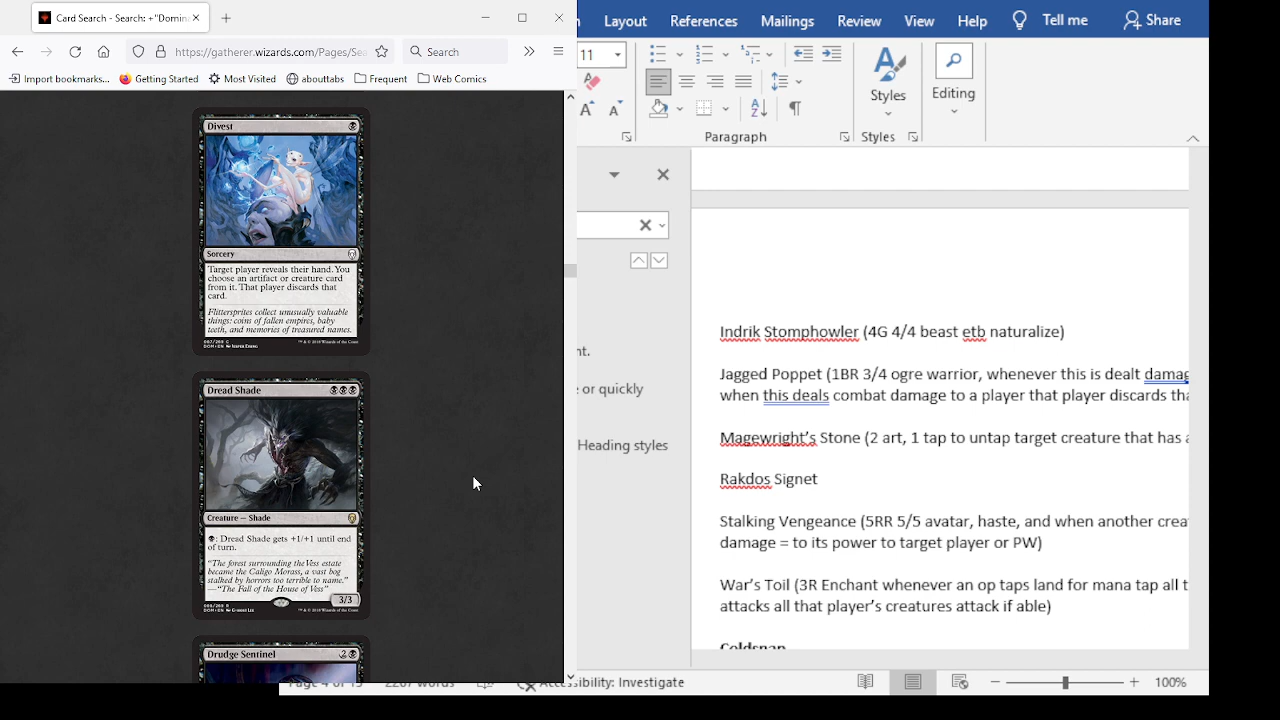 Card Search - Search: +"Domin
https://gatherer.wizards.com/Pages/Sea
Search
Import bookmarks...
Getting Started
Most Visited
abouttabs
Frequent
Web Comics
Divest
Sorcery
Target player reveals their hand. You
choose an artifact or creature card
from it. That player discards that
card.
Flittersprites collect unusually valuable
things: coins of fallen empires, baby
teeth, and memories of treasured names.
Dread Shade
Creature — Shade
: Dread Shade gets +1/+1 until end
of turn.
"The forest surrounding the Vess estate
became the Caligo Morass, a vast bog
stalked by horrors too terrible to name."
—"The Fall of the House of Vess"
3/3
Drudge Sentinel
2
Layout
References
Mailings
Review
View
Help
Tell me
Share
11
Styles
Editing
Paragraph
Styles
nt.
e or quickly
Heading styles
Indrik Stomphowler (4G 4/4 beast etb naturalize)
Jagged Poppet (1BR 3/4 ogre warrior, whenever this is dealt damag
when this deals combat damage to a player that player discards tha
Magewright's Stone (2 art, 1 tap to untap target creature that has a
Rakdos Signet
Stalking Vengeance (5RR 5/5 avatar, haste, and when another crea
damage = to its power to target player or PW)
War's Toil (3R Enchant whenever an op taps land for mana tap all t
attacks all that player's creatures attack if able)
Coldsnap
Page 4 of 13
2267 words
Accessibility: Investigate
100%